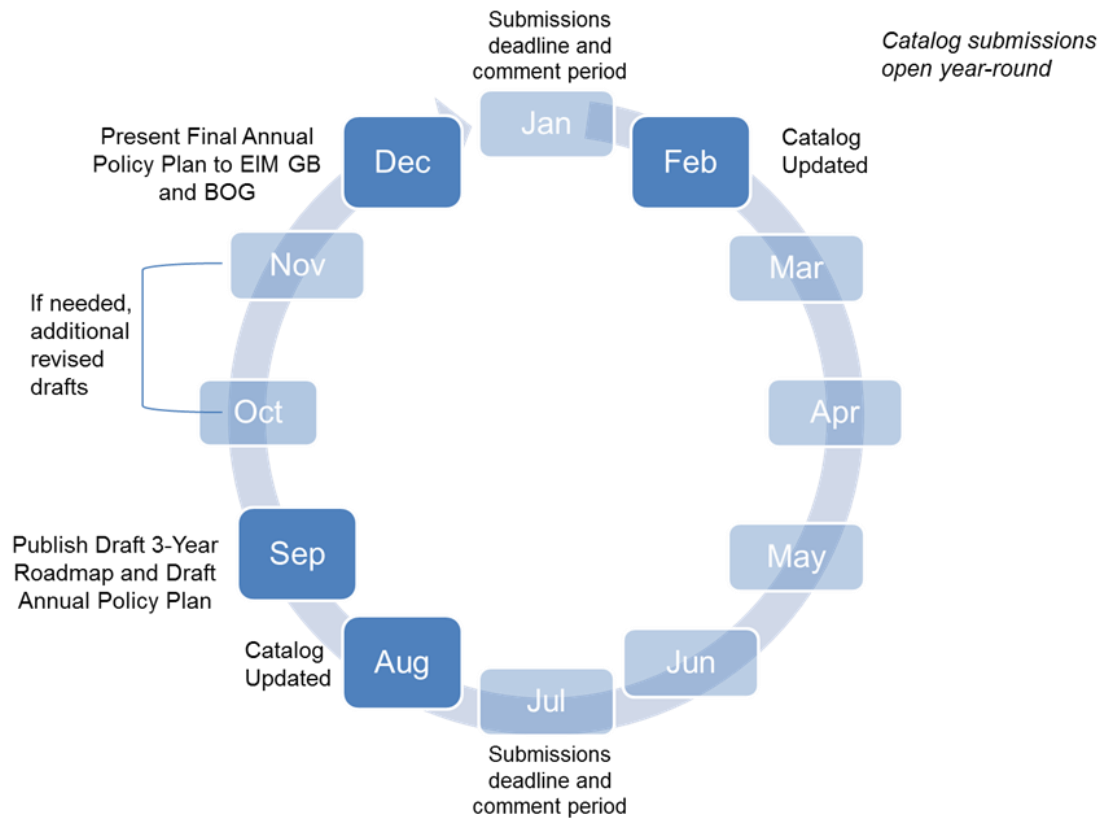 Submissions
deadline and
comment period
Catalog submissions
open year-round
Jan
Present Final Annual
Policy Plan to EIM GB
and BOG
Dec
Feb
Catalog
Updated
Nov
Mar
If needed,
additional
revised
drafts
Oct
Apr
Publish Draft 3-Year
Roadmap and Draft
Annual Policy Plan
Sep
May
Catalog
Updated
Aug
Jun
Jul
Submissions
deadline and
comment period